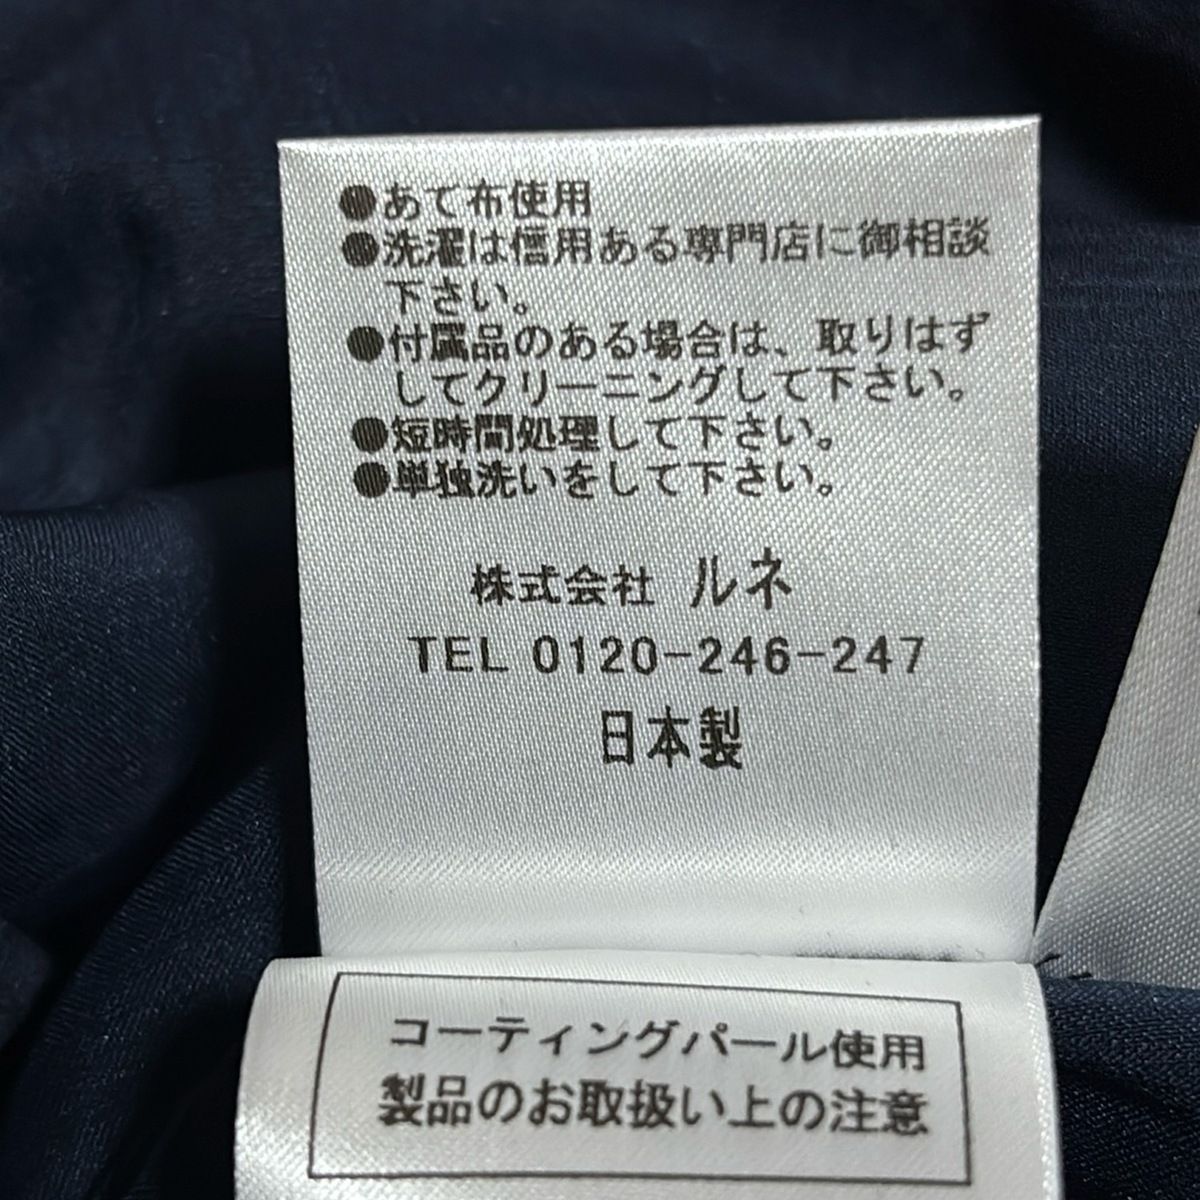 ●あて布使用
●洗濯は信用ある専門店に御相談
下さい。
●付属品のある場合は、取りはず
してクリーニングして下さい。
●短時間処理して下さい。
●単独洗いをして下さい。
株式会社 ルネ
TEL 0120-246-247
日本製
コーティングパール使用
製品のお取扱い上の注意